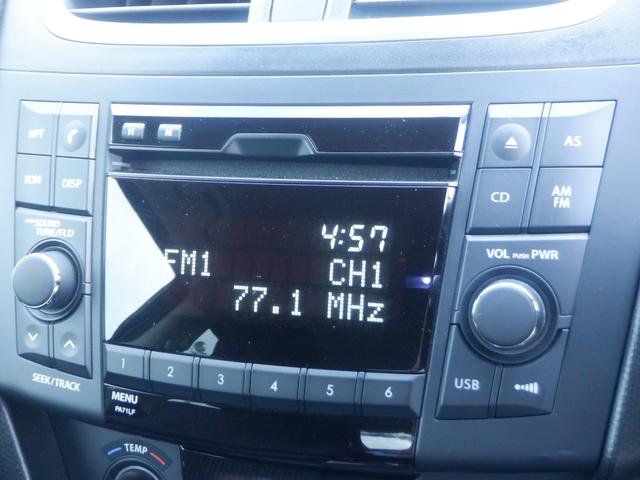 RPT
RDM
DISP
PUSH SOUND
TUNE/FLD
SEEK/TRACK
H
M
4:57
FM1 CH1
77.1 MHz
1 2 3 4 5 6
MENU
PA71LF
TEMP
AS
CD
AM
FM
VOL PUSH PWR
USB